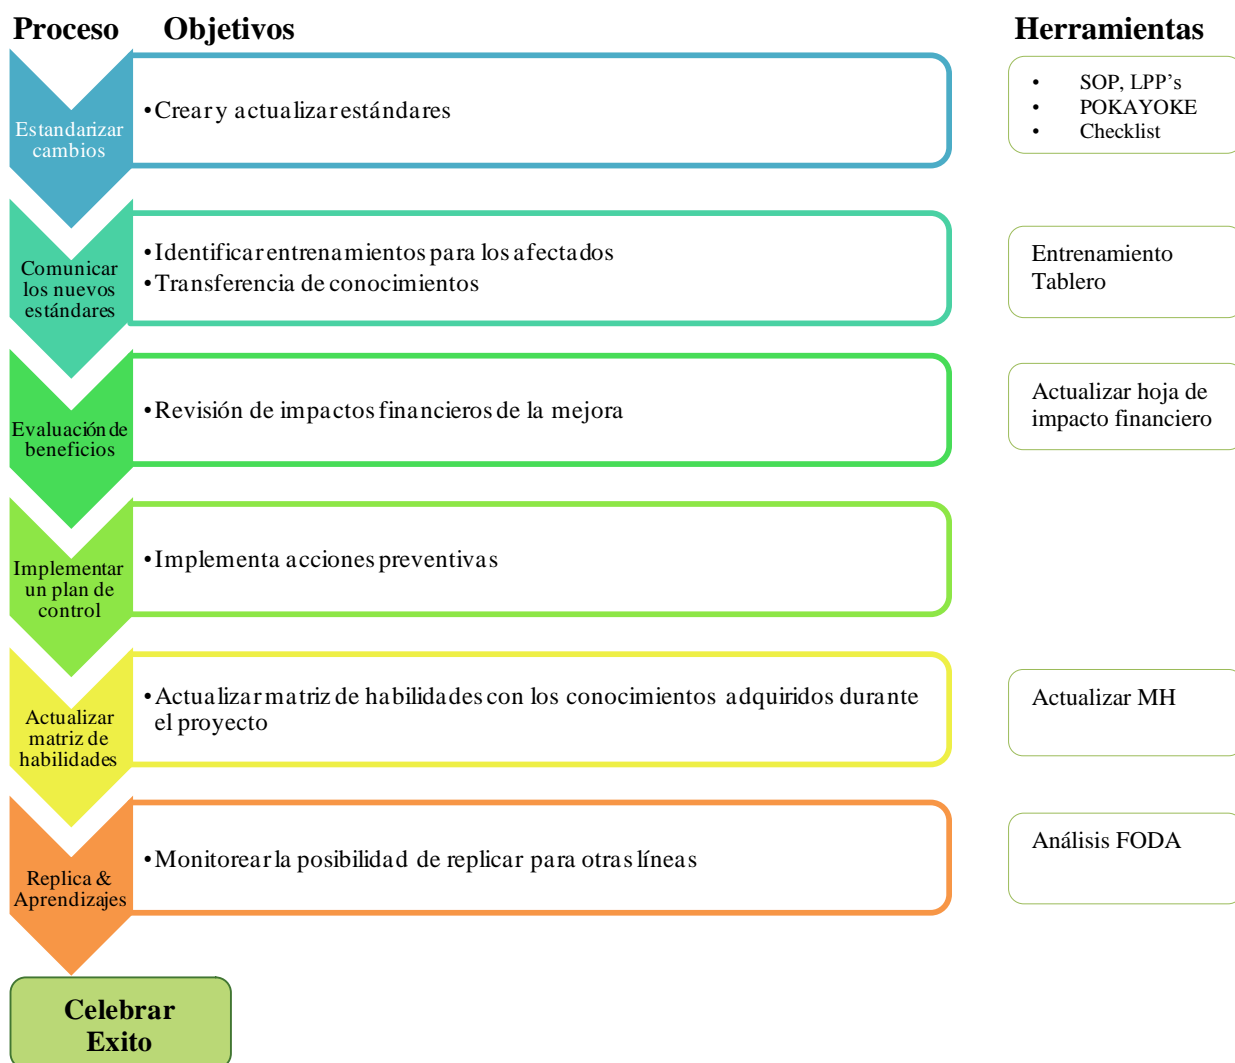 Proceso Objetivos Herramientas
Estandarizar
cambios
• Crear y actualizar estándares
• SOP, LPP’s
• POKAYOKE
• Checklist
Comunicar
los nuevos
estándares
• Identificar entrenamientos para los afectados
• Transferencia de conocimientos
Entrenamiento
Tablero
Evaluación de
beneficios
• Revisión de impactos financieros de la mejora
Actualizar hoja de
impacto financiero
Implementar
un plan de
control
• Implementa acciones preventivas
Actualizar
matriz de
habilidades
• Actualizar matriz de habilidades con los conocimientos adquiridos durante
el proyecto
Actualizar MH
Replica &
Aprendizajes
• Monitorear la posibilidad de replicar para otras líneas
Análisis FODA
Celebrar
Exito